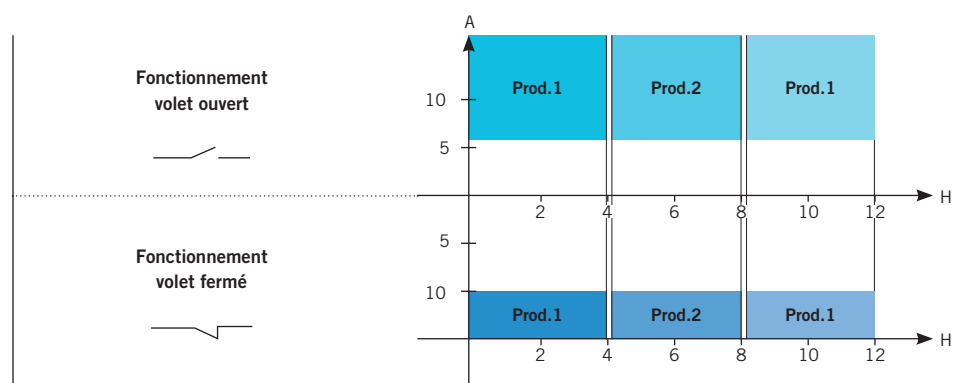 A
Fonctionnement
volet ouvert
10
Prod.1 Prod.2 Prod.1
5
H
2 4 6 8 10 12
Fonctionnement
volet fermé
5
10
Prod.1 Prod.2 Prod.1
H
2 4 6 8 10 12